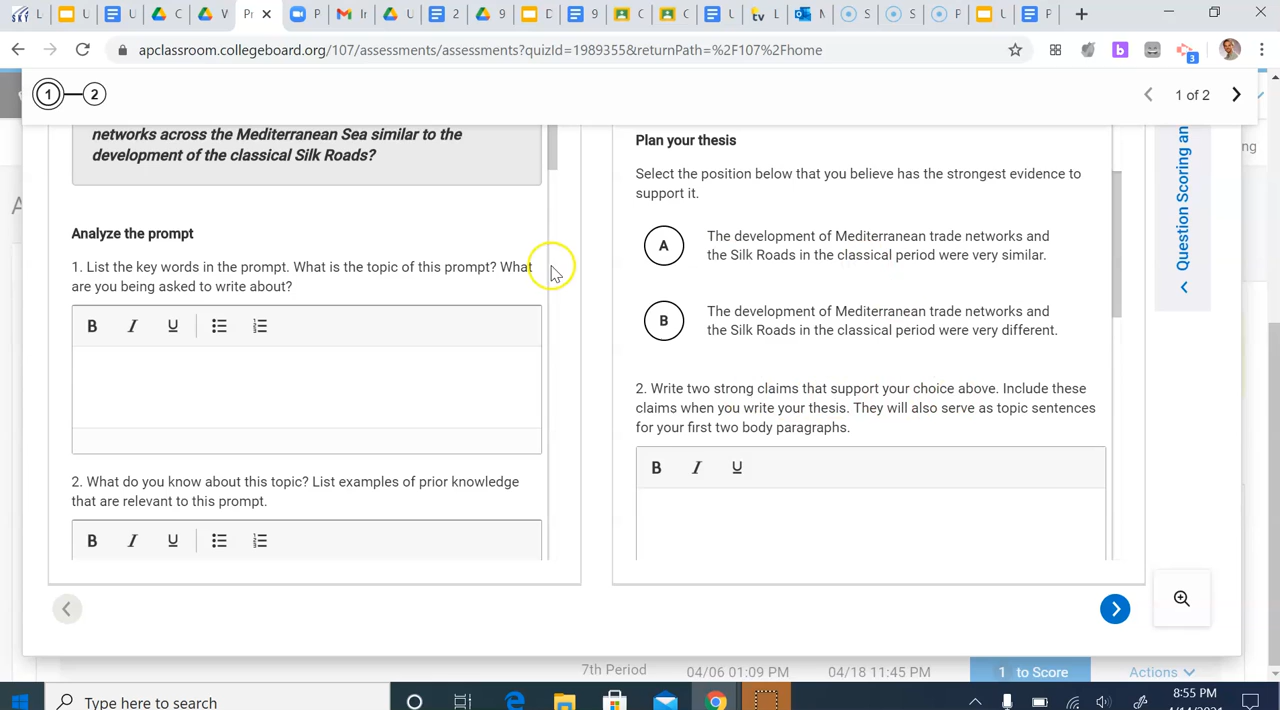 apclassroom.collegeboard.org/107/assessments/assessments?quizId=1989355&returnPath=%2F107%2Fhome
1 2
1 of 2
networks across the Mediterranean Sea similar to the
development of the classical Silk Roads?
Analyze the prompt
1. List the key words in the prompt. What is the topic of this prompt? What
are you being asked to write about?
B I U
2. What do you know about this topic? List examples of prior knowledge
that are relevant to this prompt.
B I U
Plan your thesis
Select the position below that you believe has the strongest evidence to
support it.
A
The development of Mediterranean trade networks and
the Silk Roads in the classical period were very similar.
B
The development of Mediterranean trade networks and
the Silk Roads in the classical period were very different.
2. Write two strong claims that support your choice above. Include these
claims when you write your thesis. They will also serve as topic sentences
for your first two body paragraphs.
B I U
Question Scoring an
7th Period 04/06 01:09 PM 04/18 11:45 PM 1 to Score Actions
Type here to search
8:55 PM